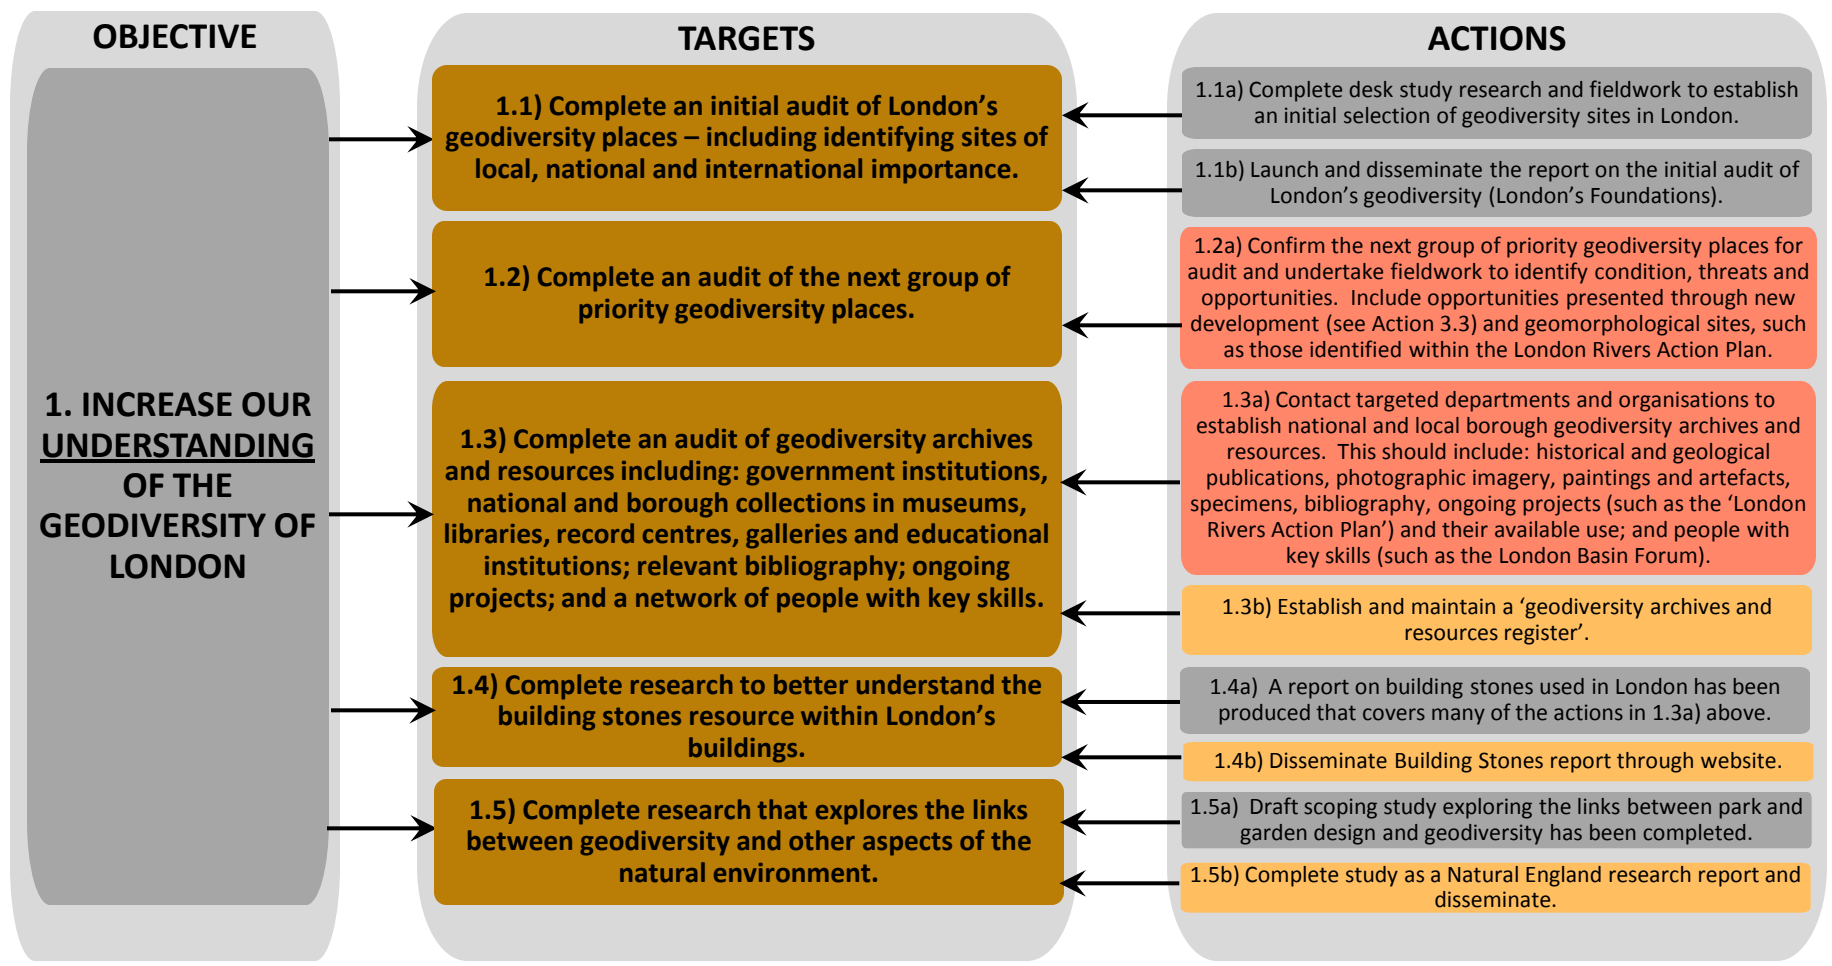 OBJECTIVE
1. INCREASE OUR
UNDERSTANDING
OF THE
GEODIVERSITY OF
LONDON
TARGETS
1.1) Complete an initial audit of London’s
geodiversity places – including identifying sites of
local, national and international importance.
1.2) Complete an audit of the next group of
priority geodiversity places.
1.3) Complete an audit of geodiversity archives
and resources including: government institutions,
national and borough collections in museums,
libraries, record centres, galleries and educational
institutions; relevant bibliography; ongoing
projects; and a network of people with key skills.
1.4) Complete research to better understand the
building stones resource within London’s
buildings.
1.5) Complete research that explores the links
between geodiversity and other aspects of the
natural environment.
ACTIONS
1.1a) Complete desk study research and fieldwork to establish
an initial selection of geodiversity sites in London.
1.1b) Launch and disseminate the report on the initial audit of
London’s geodiversity (London’s Foundations).
1.2a) Confirm the next group of priority geodiversity places for
audit and undertake fieldwork to identify condition, threats and
opportunities.  Include opportunities presented through new
development (see Action 3.3) and geomorphological sites, such
as those identified within the London Rivers Action Plan.
1.3a) Contact targeted departments and organisations to
establish national and local borough geodiversity archives and
resources.  This should include: historical and geological
publications, photographic imagery, paintings and artefacts,
specimens, bibliography, ongoing projects (such as the ‘London
Rivers Action Plan’) and their available use; and people with
key skills (such as the London Basin Forum).
1.3b) Establish and maintain a ‘geodiversity archives and
resources register’.
1.4a)  A report on building stones used in London has been
produced that covers many of the actions in 1.3a) above.
1.4b) Disseminate Building Stones report through website.
1.5a)  Draft scoping study exploring the links between park and
garden design and geodiversity has been completed.
1.5b) Complete study as a Natural England research report and
disseminate.